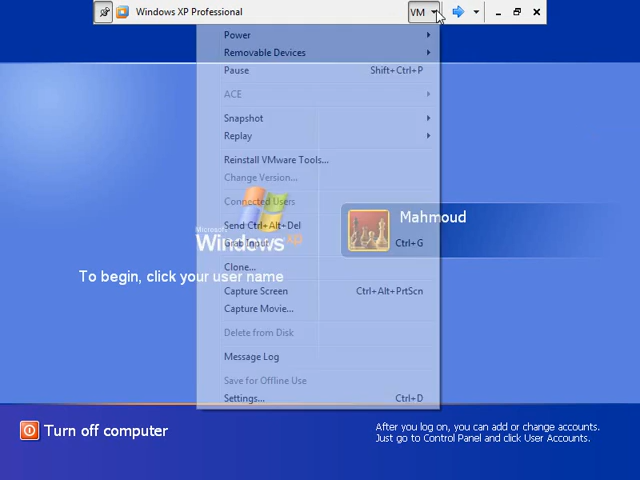 Windows XP Professional
VM
Power
Removable Devices
Pause Shift+Ctrl+P
ACE
Snapshot
Replay
Reinstall VMware Tools...
Change Version...
Connected Users
Send Ctrl+Alt+Del
Grab Input Ctrl+G
Clone...
Capture Screen Ctrl+Alt+PrtScn
Capture Movie...
Delete from Disk
Message Log
Save for Offline Use
Settings... Ctrl+D
Microsoft
Windows xp
To begin, click your user name
Mahmoud
Turn off computer
After you log on, you can add or change accounts.
Just go to Control Panel and click User Accounts.